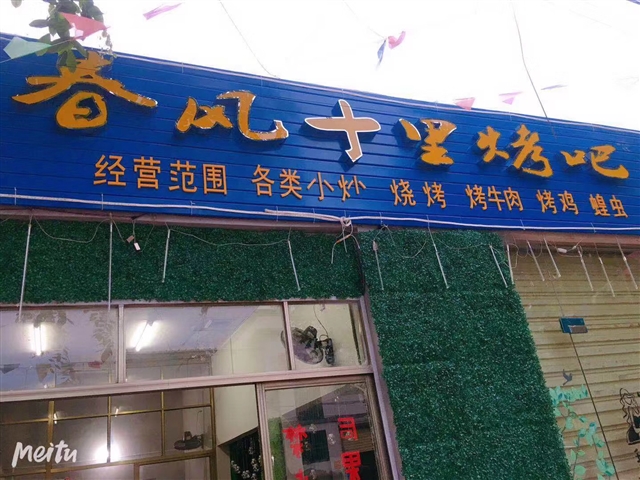 春风十里烤吧
经营范围 各类小炒 烧烤 烤牛肉 烤鸡 蝗虫
Meitu